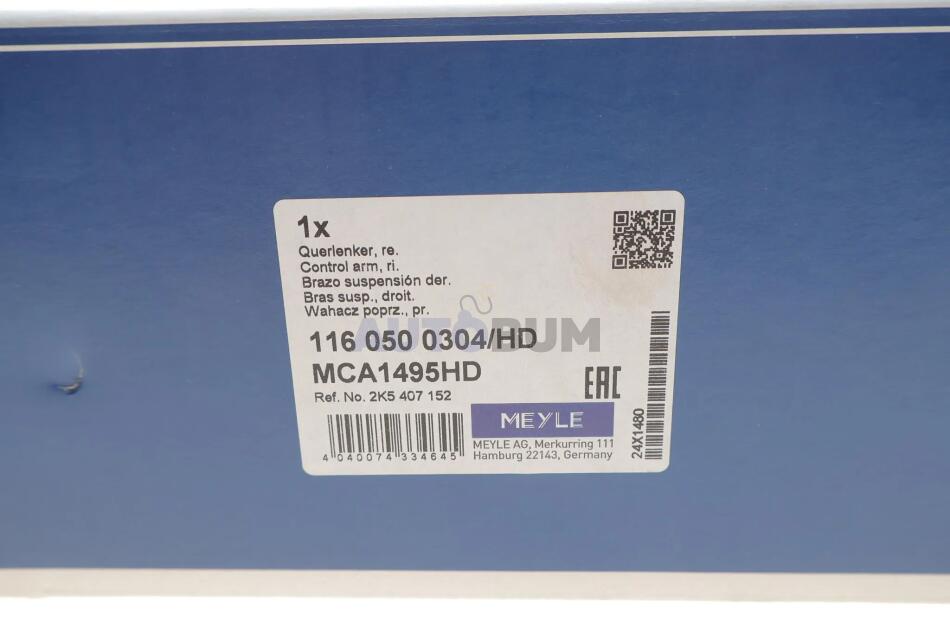 1x
Querlenker, re.
Control arm, ri.
Brazo suspensión der.
Bras susp., droit.
Wahacz poprz., pr.
AUTOBUM
116 050 0304/HD
MCA1495HD
Ref. No. 2K5 407 152
EAC
MEYLE
MEYLE AG, Merkurring 111
Hamburg 22143, Germany
4 040074 334645
24X1480